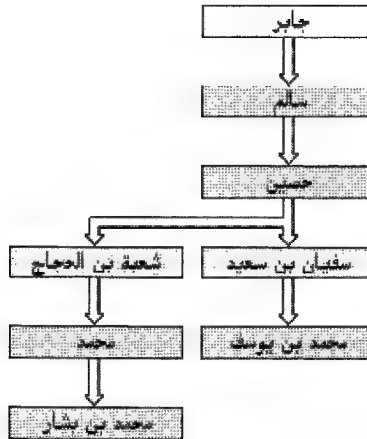 جابر
سالم
حصين
شعبة بن الحجاج
سفيان بن سعيد
محمد
محمد بن يوسف
محمد بن بشار